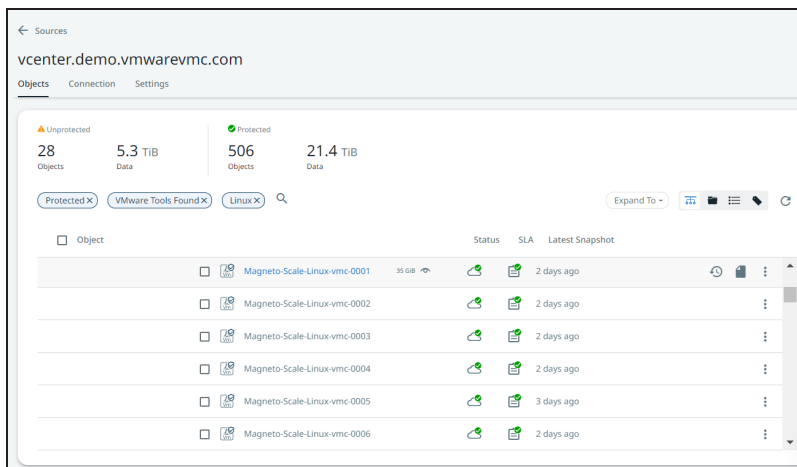 Sources
vcenter.demo.vmwarevmc.com
Objects Connection Settings
Unprotected Protected
28 5.3 TiB 506 21.4 TiB
Objects Data Objects Data
Protected VMware Tools Found Linux Expand To
Object Status SLA Latest Snapshot
Magneto-Scale-Linux-vmc-0001 35 GiB 2 days ago
Magneto-Scale-Linux-vmc-0002 2 days ago
Magneto-Scale-Linux-vmc-0003 2 days ago
Magneto-Scale-Linux-vmc-0004 2 days ago
Magneto-Scale-Linux-vmc-0005 3 days ago
Magneto-Scale-Linux-vmc-0006 2 days ago